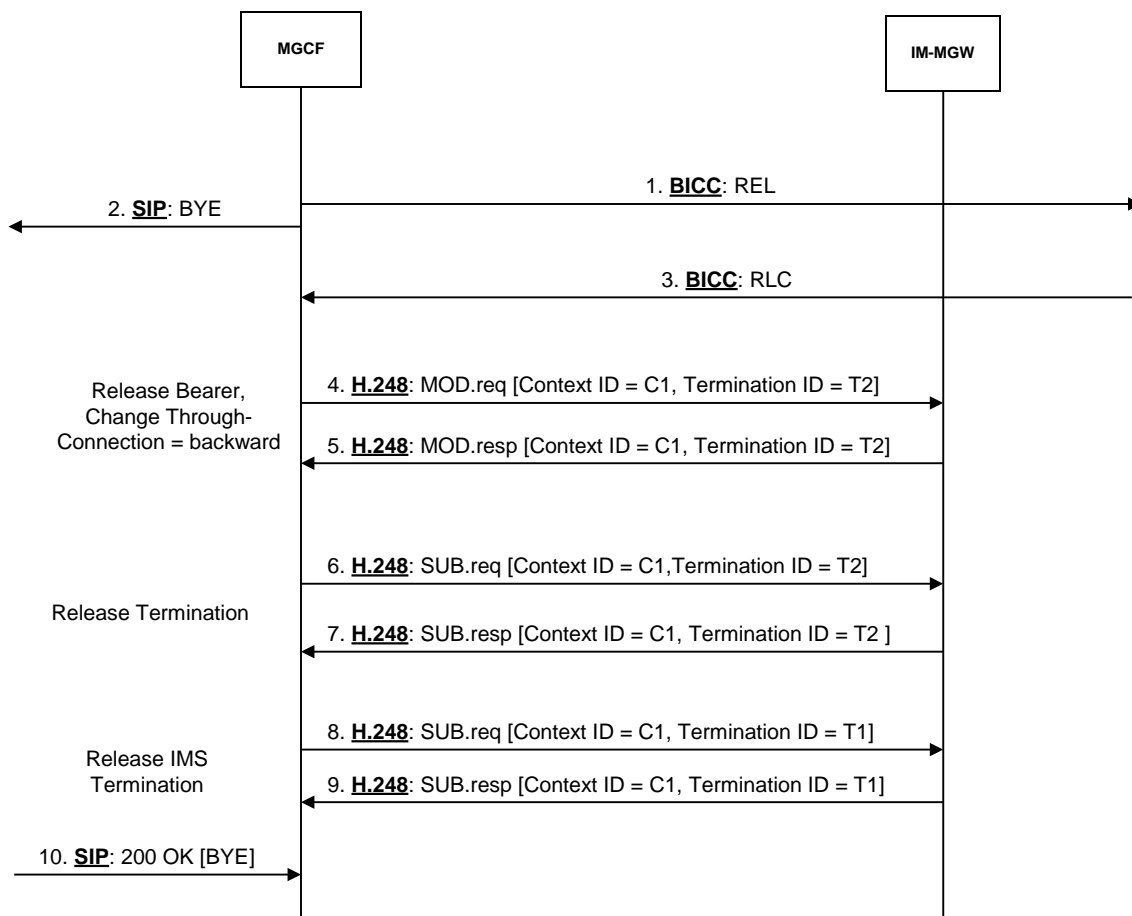 MGCF
IM-MGW
1. BICC: REL
2. SIP: BYE
3. BICC: RLC
Release Bearer,
Change Through-
Connection = backward
4. H.248: MOD.req [Context ID = C1, Termination ID = T2]
5. H.248: MOD.resp [Context ID = C1, Termination ID = T2]
6. H.248: SUB.req [Context ID = C1,Termination ID = T2]
Release Termination
7. H.248: SUB.resp [Context ID = C1, Termination ID = T2 ]
8. H.248: SUB.req [Context ID = C1, Termination ID = T1]
Release IMS
Termination
9. H.248: SUB.resp [Context ID = C1, Termination ID = T1]
10. SIP: 200 OK [BYE]